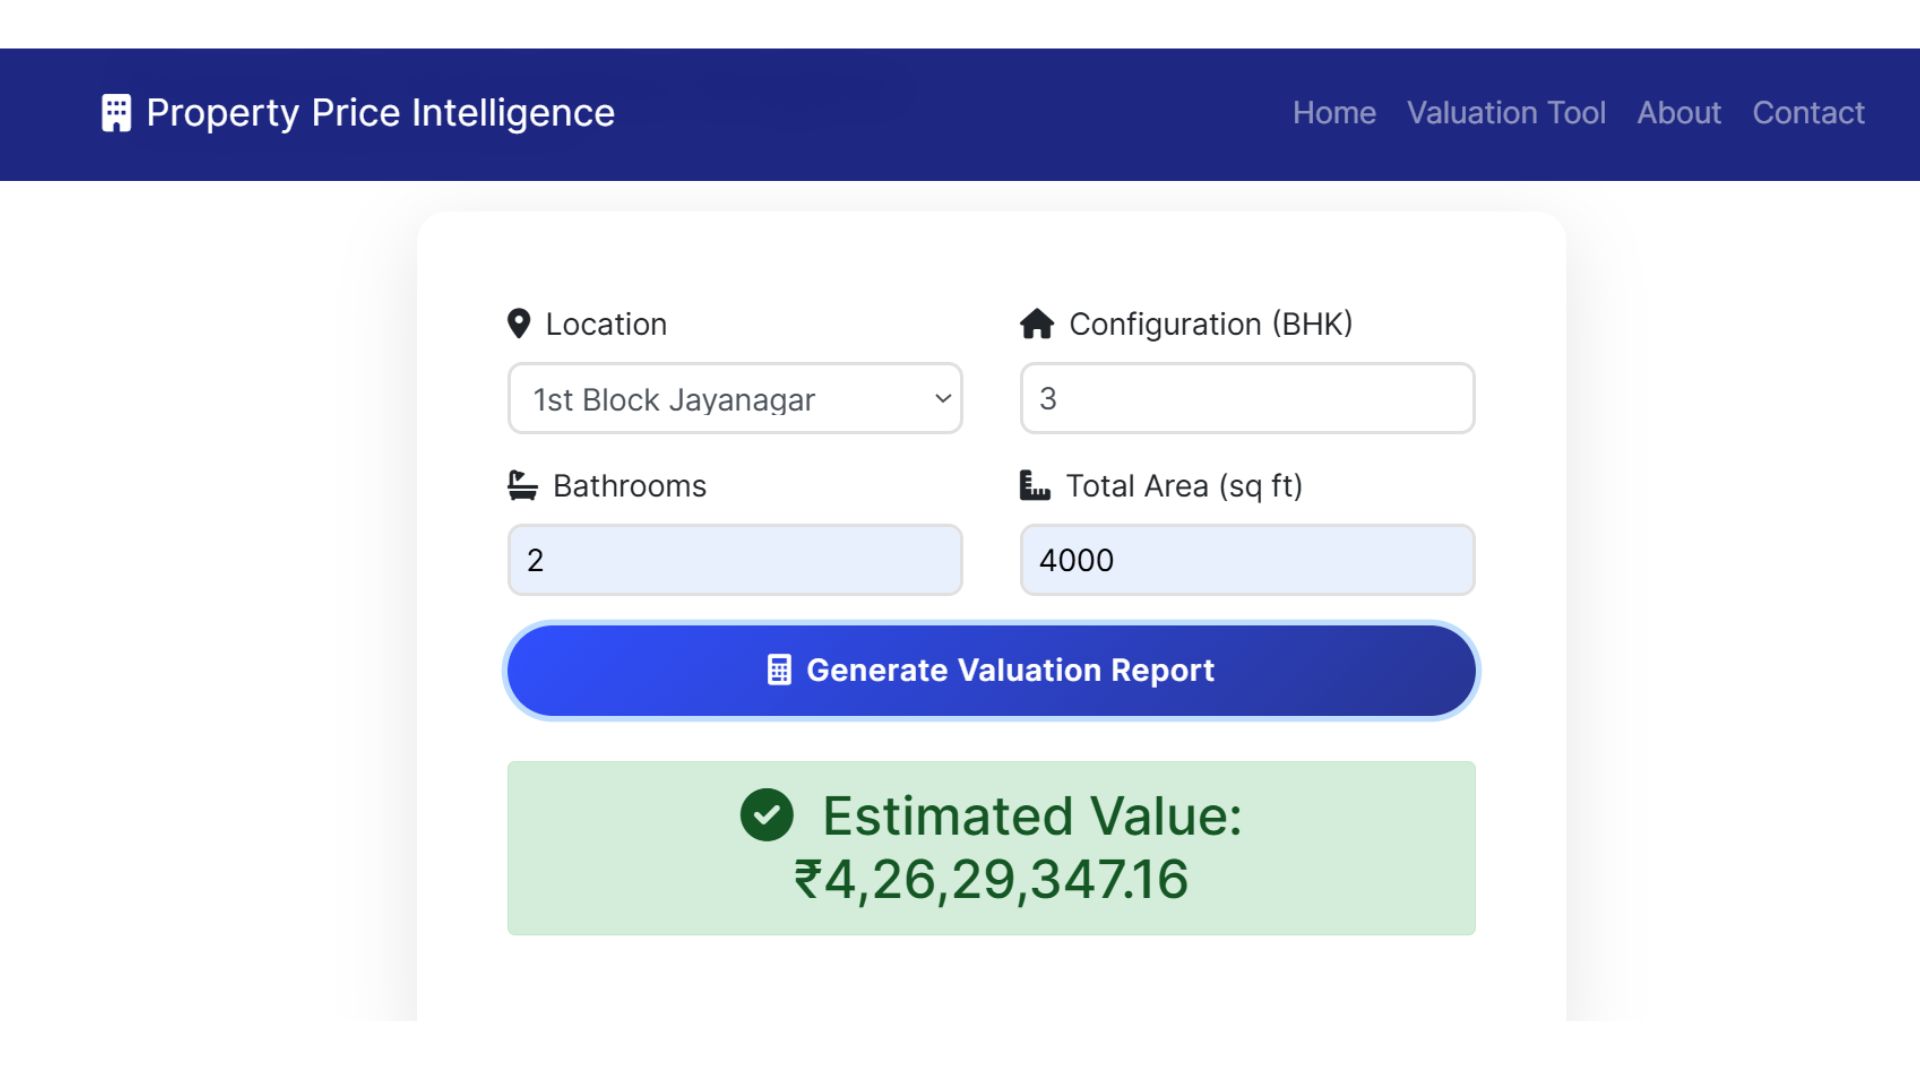 Property Price Intelligence
Home Valuation Tool About Contact
Location
Configuration (BHK)
1st Block Jayanagar
3
Bathrooms
Total Area (sq ft)
2
4000
Generate Valuation Report
Estimated Value:
₹4,26,29,347.16